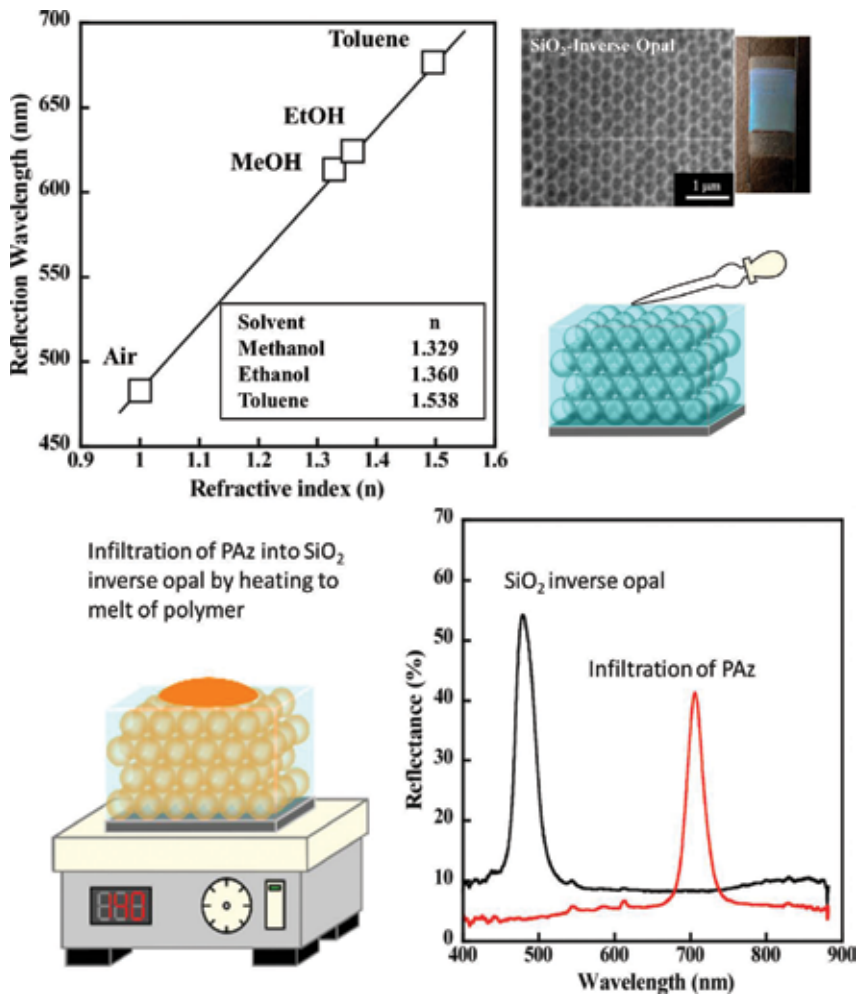 700
650
600
550
500
450
Reflection Wavelength (nm)
Toluene
EtOH
MeOH
Air
Solvent n
Methanol 1.329
Ethanol 1.360
Toluene 1.538
0.9 1 1.1 1.2 1.3 1.4 1.5 1.6
Refractive index (n)
SiO2-Inverse Opal
1 μm
Infiltration of PAz into SiO2
inverse opal by heating to
melt of polymer
70
60
50
40
30
20
10
0
Reflectance (%)
SiO2 inverse opal
Infiltration of PAz
400 500 600 700 800 900
Wavelength (nm)